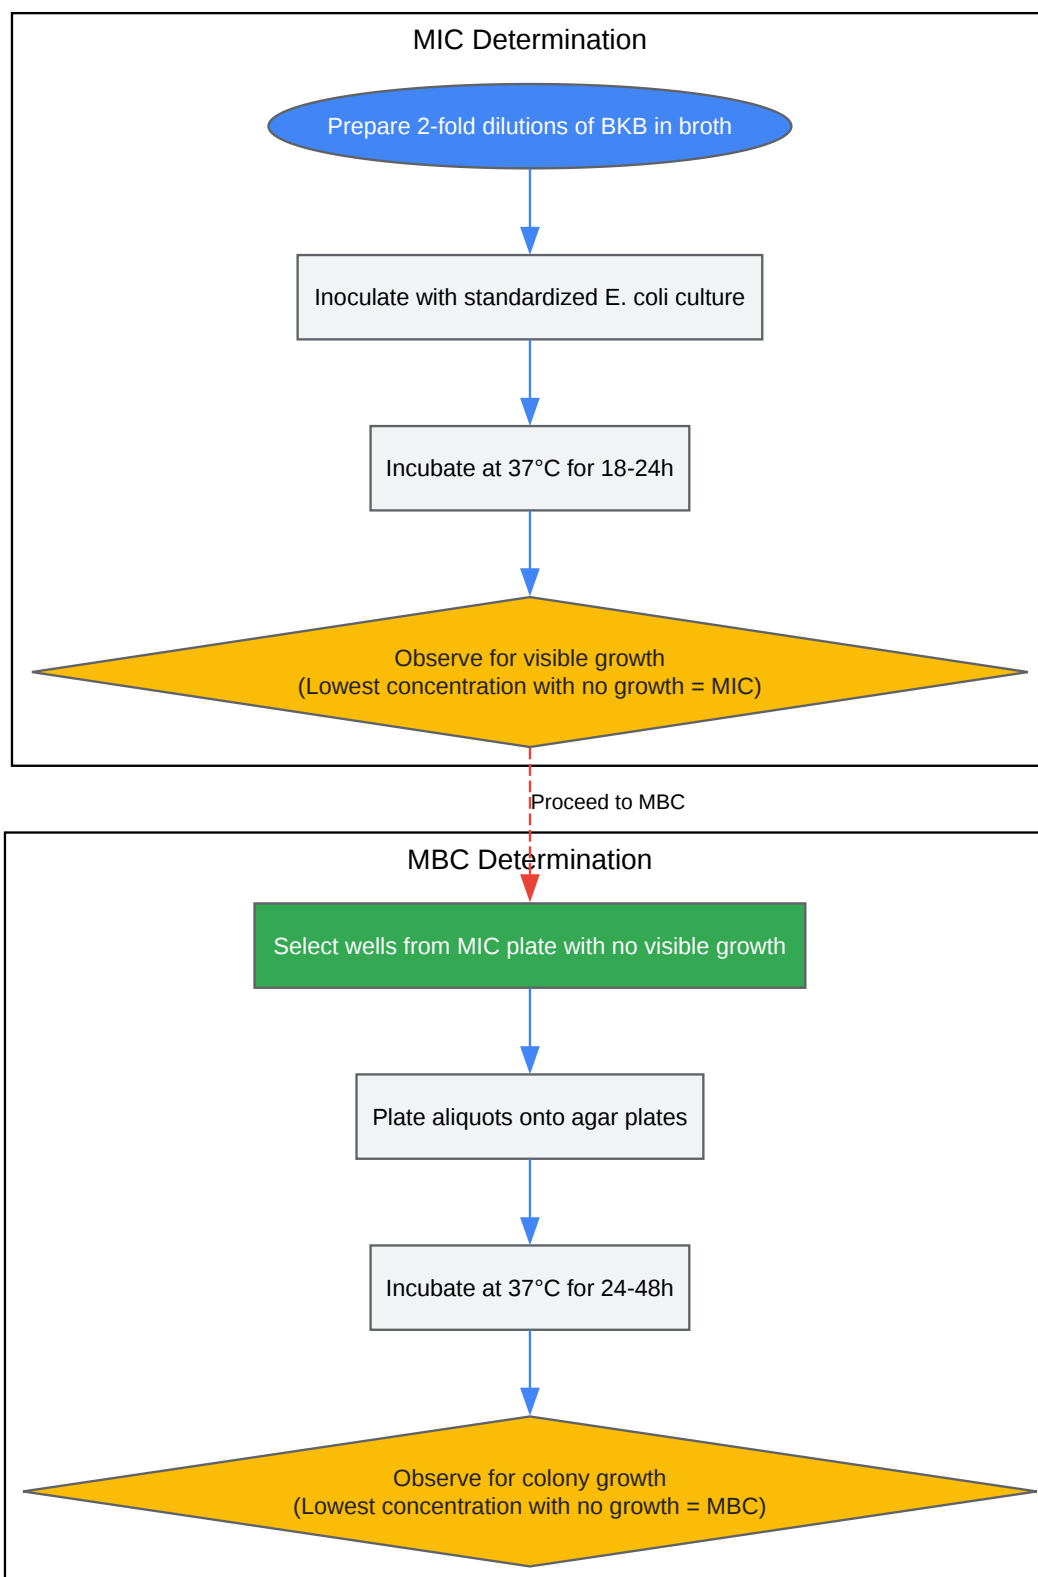 MIC Determination
Prepare 2-fold dilutions of BKB in broth
Inoculate with standardized E. coli culture
Incubate at 37°C for 18-24h
Observe for visible growth
(Lowest concentration with no growth = MIC)
Proceed to MBC
MBC Determination
Select wells from MIC plate with no visible growth
Plate aliquots onto agar plates
Incubate at 37°C for 24-48h
Observe for colony growth
(Lowest concentration with no growth = MBC)